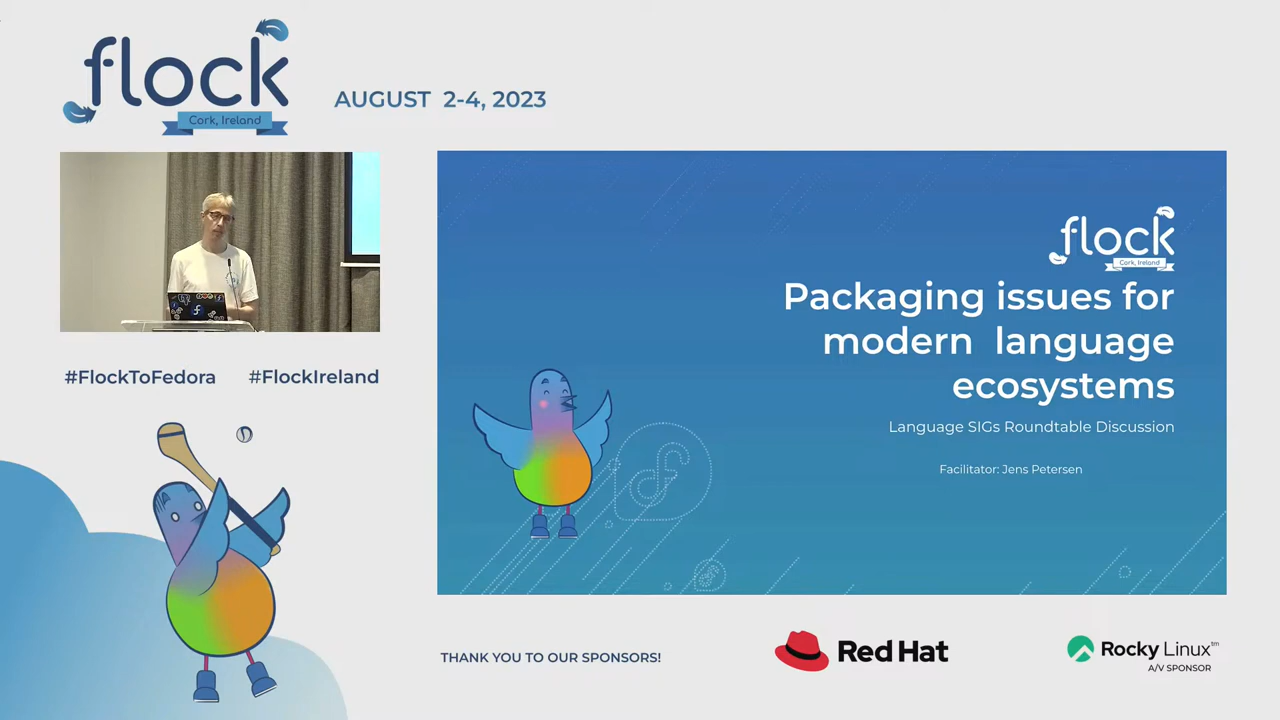 flock
Cork, Ireland
AUGUST 2-4, 2023
#FlockToFedora #FlockIreland
flock
Cork, Ireland
Packaging issues for
modern language
ecosystems
Language SIGs Roundtable Discussion
Facilitator: Jens Petersen
THANK YOU TO OUR SPONSORS!
Red Hat
Rocky Linux™
A/V SPONSOR